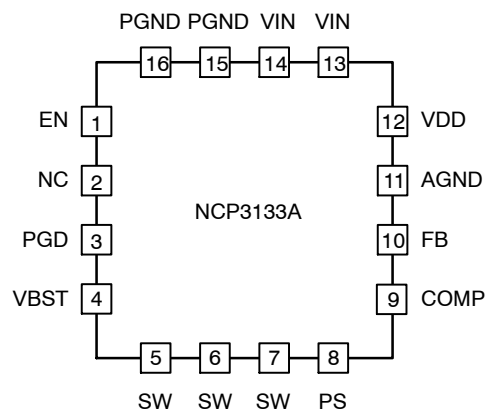 PGND PGND VIN VIN
16 15 14 13
EN 1 12 VDD
NC 2 11 AGND
NCP3133A
PGD 3 10 FB
VBST 4 9 COMP
5 6 7 8
SW SW SW PS